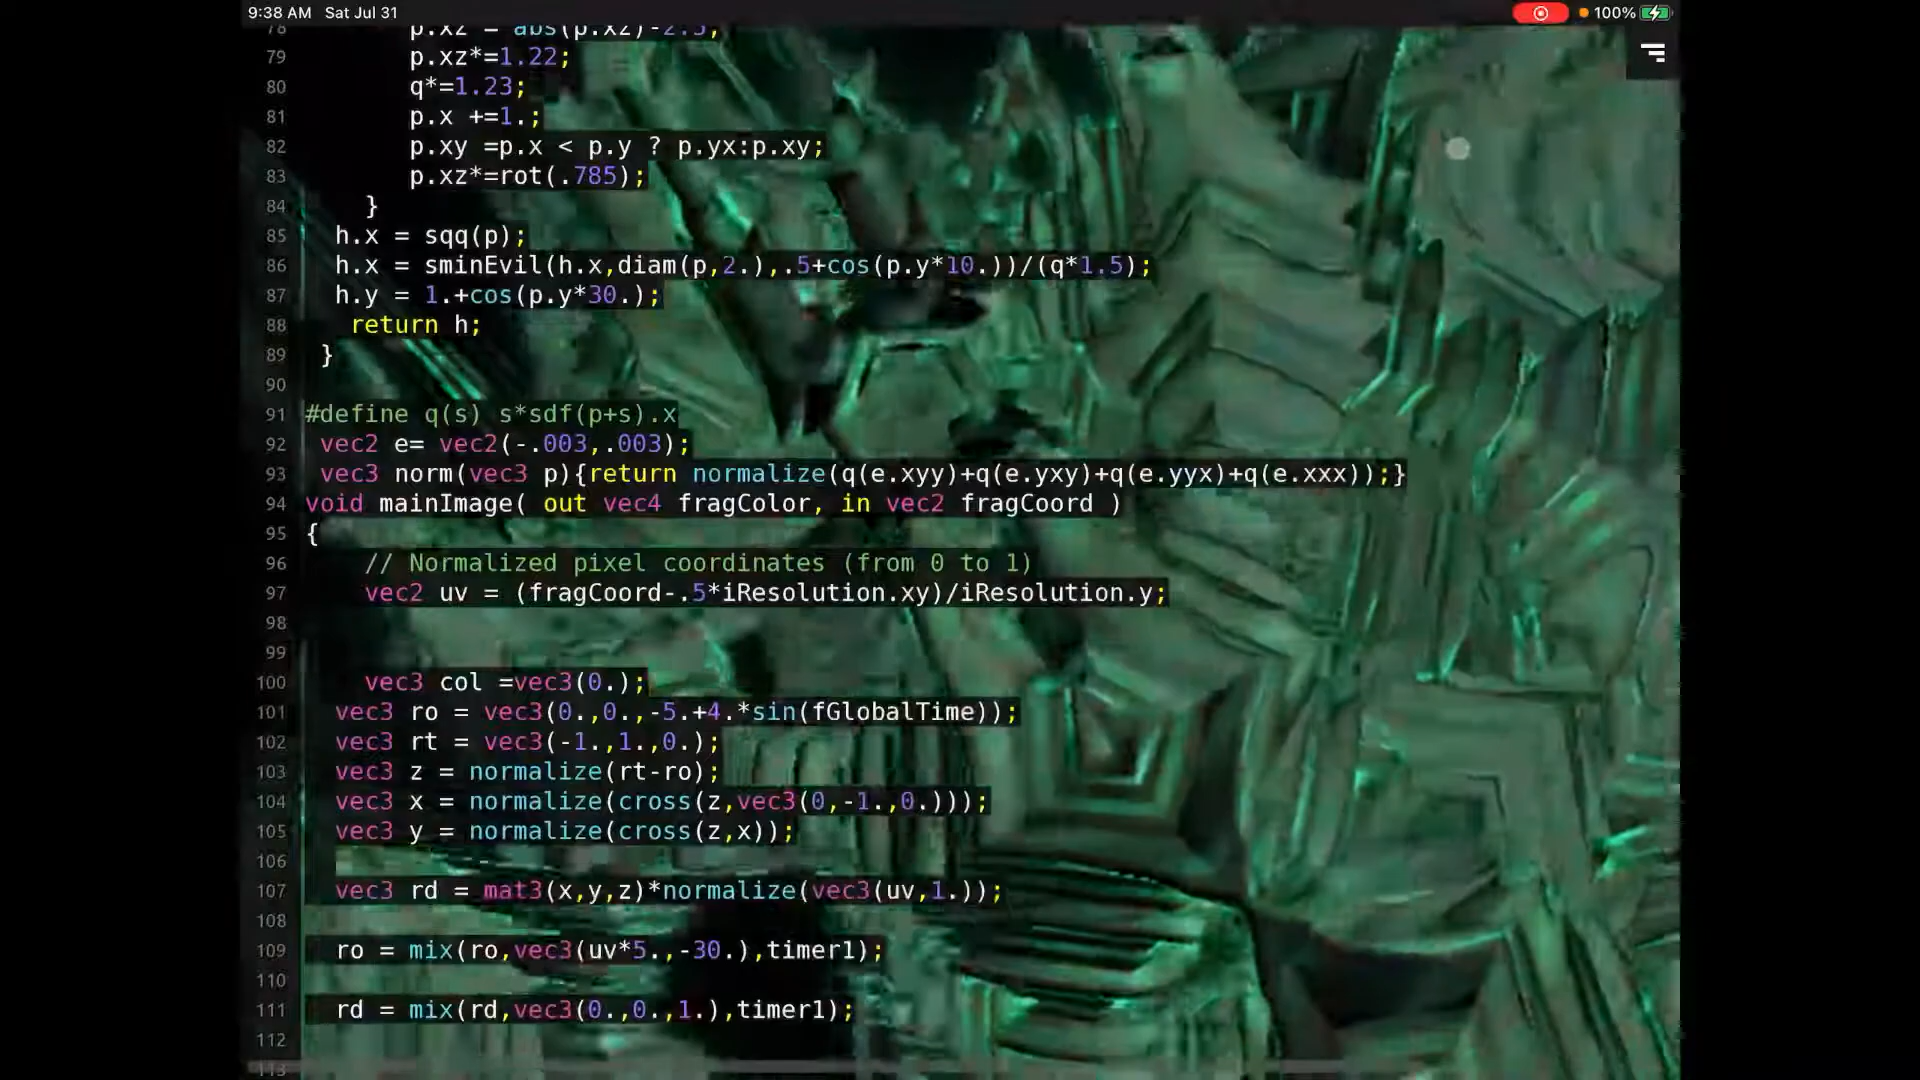 9:38 AM Sat Jul 31 100%
78 p.xz = abs(p.xz)-2.5;
79 p.xz*=1.22;
80 q*=1.23;
81 p.x +=1.;
82 p.xy =p.x < p.y ? p.yx:p.xy;
83 p.xz*=rot(.785);
84 }
85 h.x = sqq(p);
86 h.x = sminEvil(h.x,diam(p,2.),.5+cos(p.y*10.))/(q*1.5);
87 h.y = 1.+cos(p.y*30.);
88 return h;
89 }
90
91 #define q(s) s*sdf(p+s).x
92 vec2 e= vec2(-.003,.003);
93 vec3 norm(vec3 p){return normalize(q(e.xyy)+q(e.yxy)+q(e.yyx)+q(e.xxx));}
94 void mainImage( out vec4 fragColor, in vec2 fragCoord )
95 {
96 // Normalized pixel coordinates (from 0 to 1)
97 vec2 uv = (fragCoord-.5*iResolution.xy)/iResolution.y;
98
99
100 vec3 col =vec3(0.);
101 vec3 ro = vec3(0.,0.,-5.+4.*sin(fGlobalTime));
102 vec3 rt = vec3(-1.,1.,0.);
103 vec3 z = normalize(rt-ro);
104 vec3 x = normalize(cross(z,vec3(0,-1.,0.)));
105 vec3 y = normalize(cross(z,x));
106
107 vec3 rd = mat3(x,y,z)*normalize(vec3(uv,1.));
108
109 ro = mix(ro,vec3(uv*5.,-30.),timer1);
110
111 rd = mix(rd,vec3(0.,0.,1.),timer1);
112
113